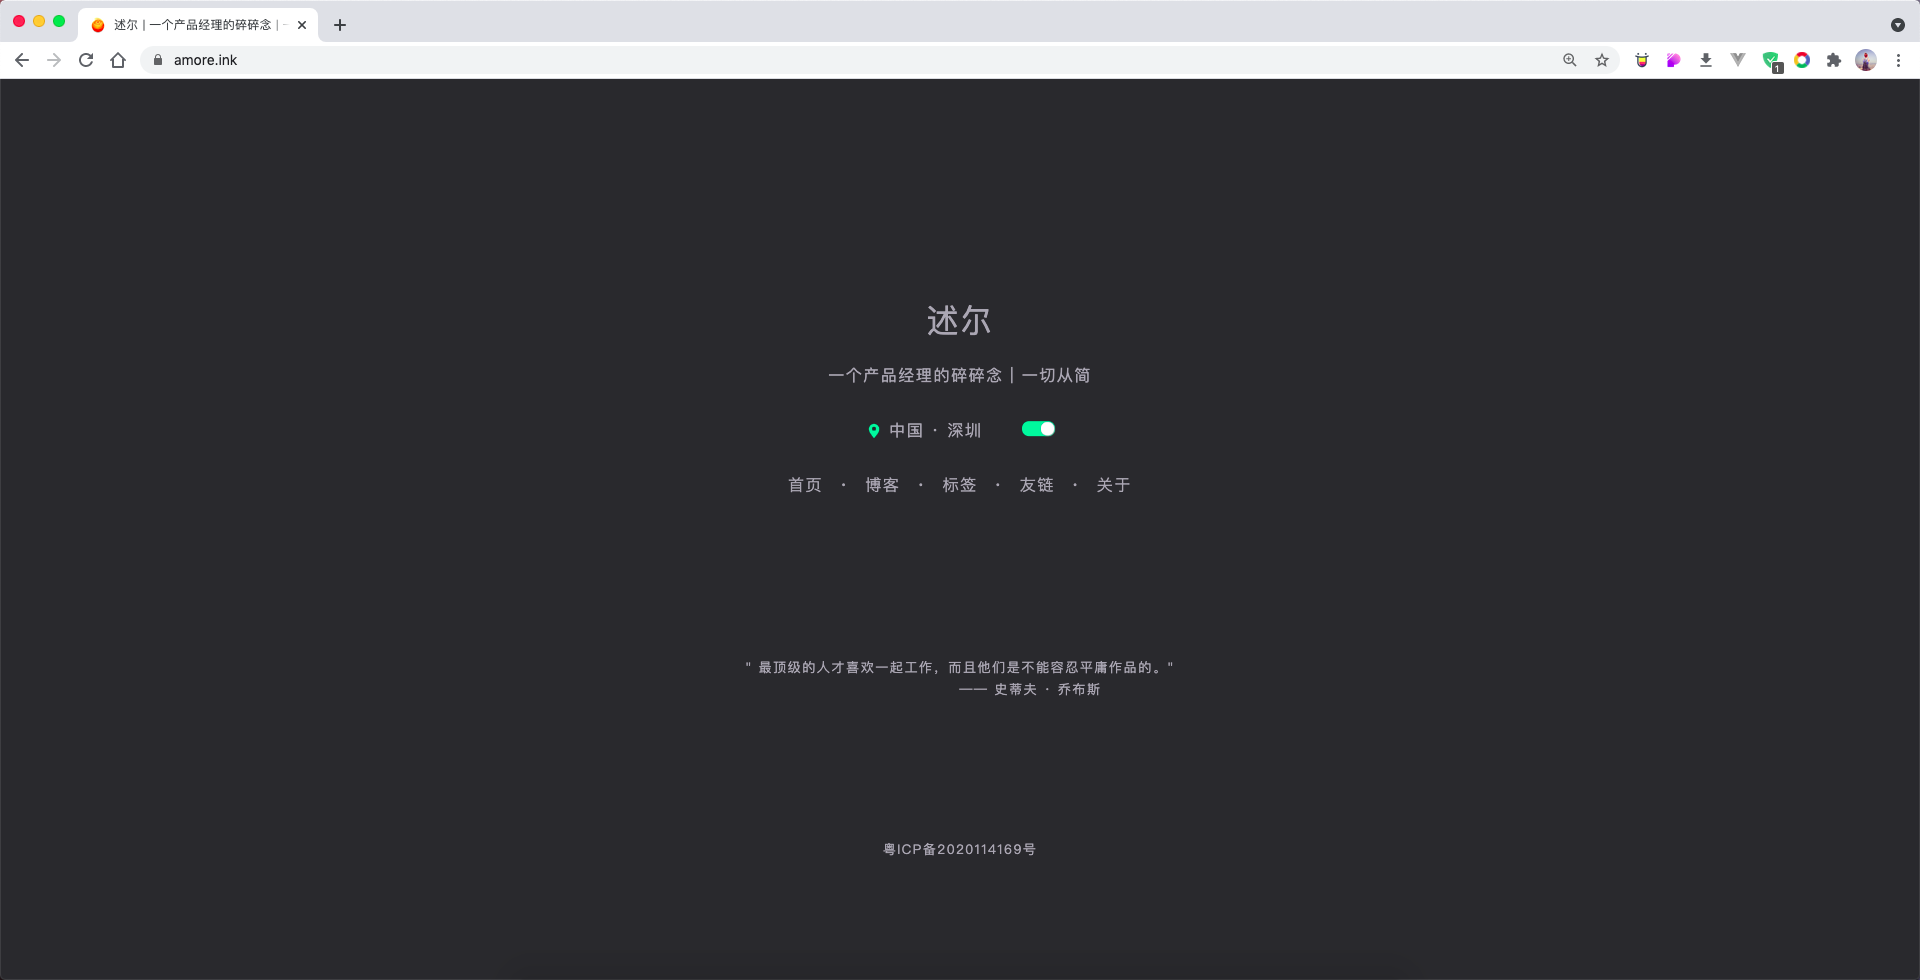 述尔 | 一个产品经理的碎碎念 |
amore.ink
1
述尔
一个产品经理的碎碎念 | 一切从简
中国 · 深圳
首页 · 博客 · 标签 · 友链 · 关于
" 最顶级的人才喜欢一起工作，而且他们是不能容忍平庸作品的。"
—— 史蒂夫 · 乔布斯
粤ICP备2020114169号